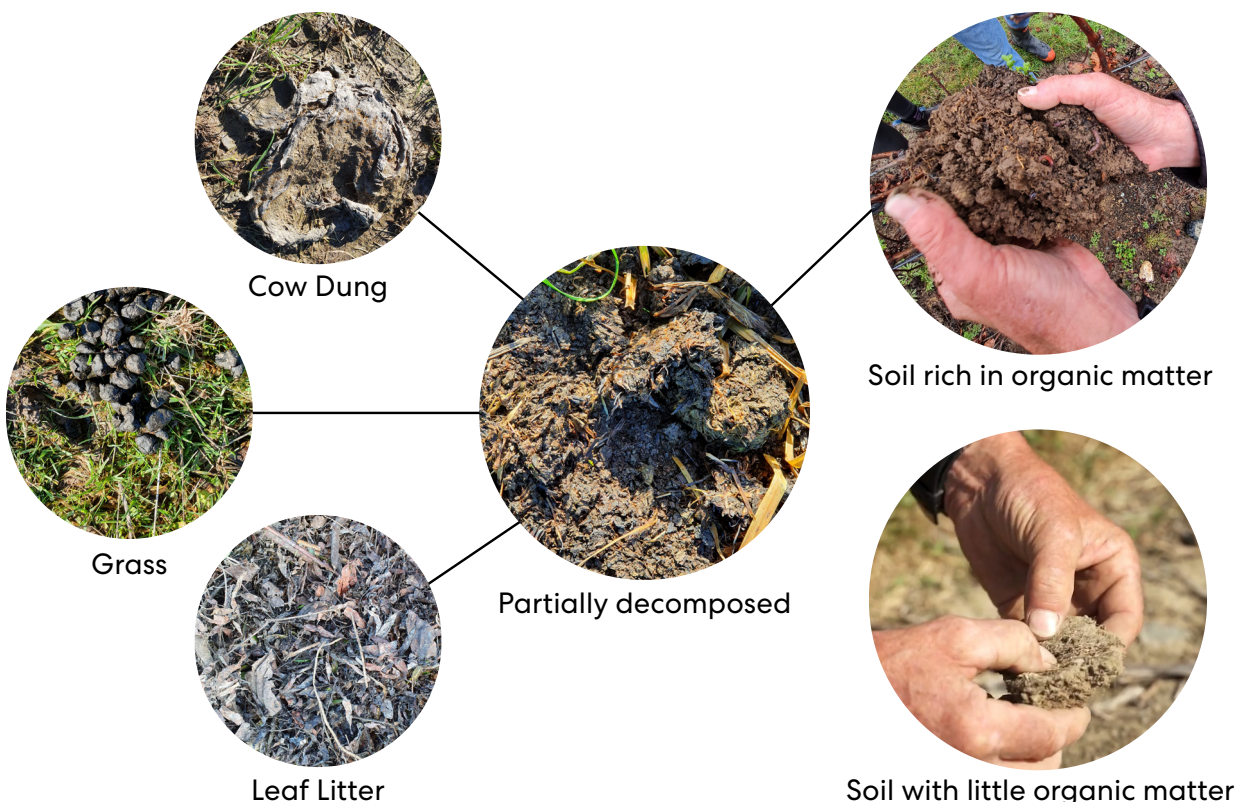 Cow Dung
Grass
Leaf Litter
Partially decomposed
Soil rich in organic matter
Soil with little organic matter